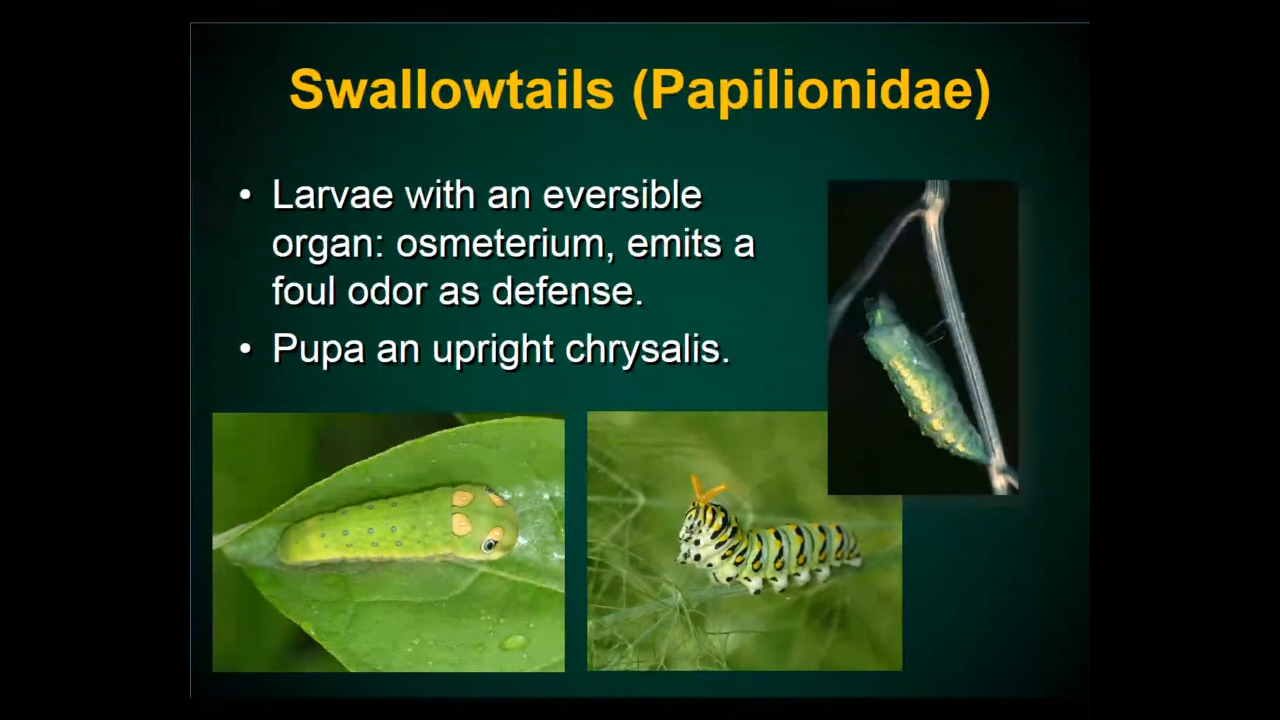 Swallowtails (Papilionidae)
• Larvae with an eversible
organ: osmeterium, emits a
foul odor as defense.
• Pupa an upright chrysalis.